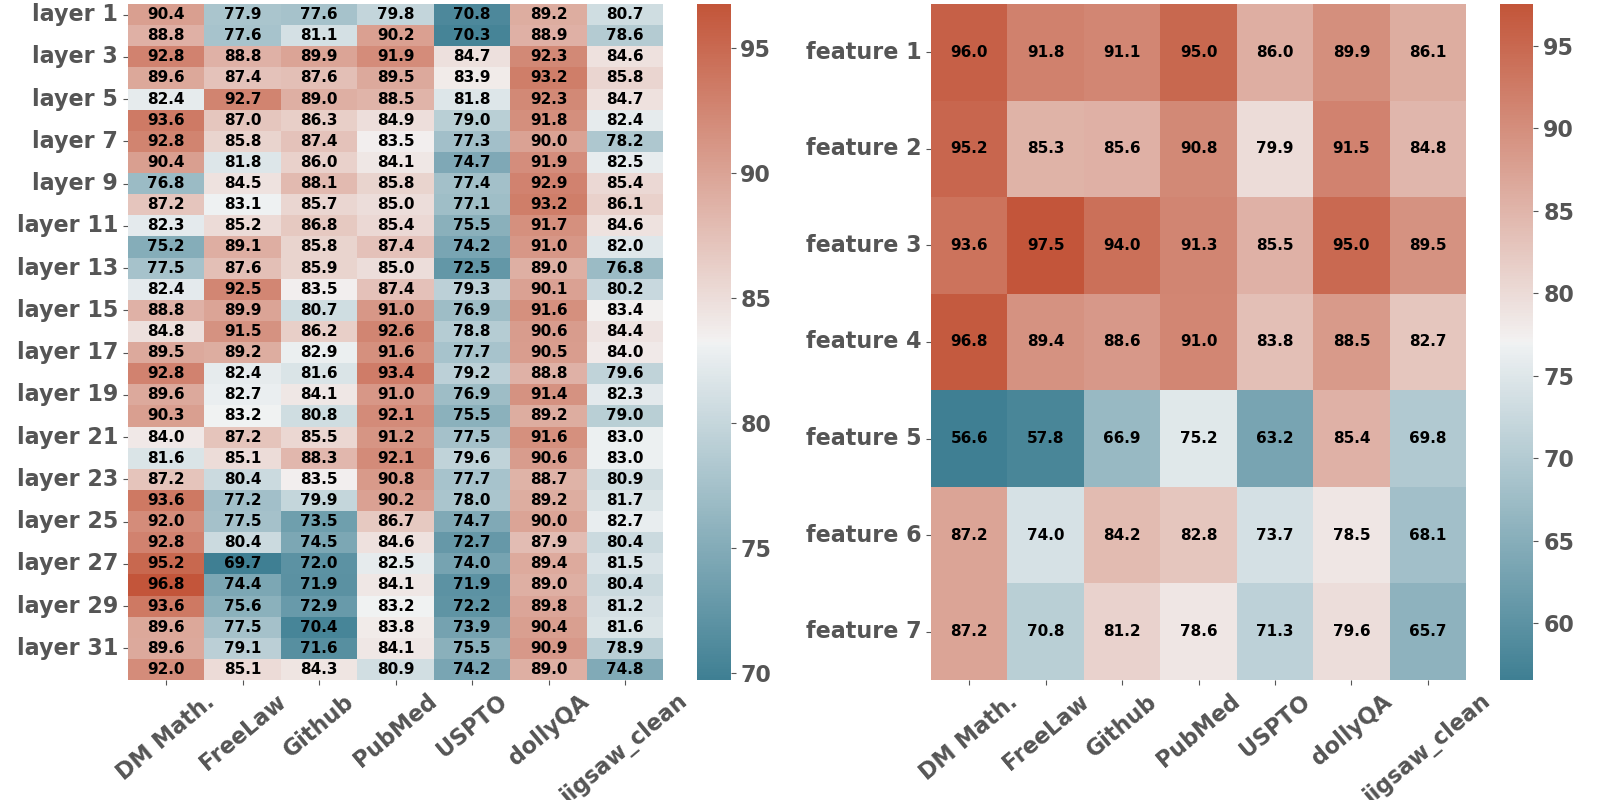 layer 1 90.4 77.9 77.6 79.8 70.8 89.2 80.7
88.8 77.6 81.1 90.2 70.3 88.9 78.6
layer 3 92.8 88.8 89.9 91.9 84.7 92.3 84.6
89.6 87.4 87.6 89.5 83.9 93.2 85.8
layer 5 82.4 92.7 89.0 88.5 81.8 92.3 84.7
93.6 87.0 86.3 84.9 79.0 91.8 82.4
layer 7 92.8 85.8 87.4 83.5 77.3 90.0 78.2
90.4 81.8 86.0 84.1 74.7 91.9 82.5
layer 9 76.8 84.5 88.1 85.8 77.4 92.9 85.4
87.2 83.1 85.7 85.0 77.1 93.2 86.1
layer 11 82.3 85.2 86.8 85.4 75.5 91.7 84.6
75.2 89.1 85.8 87.4 74.2 91.0 82.0
layer 13 77.5 87.6 85.9 85.0 72.5 89.0 76.8
82.4 92.5 83.5 87.4 79.3 90.1 80.2
layer 15 88.8 89.9 80.7 91.0 76.9 91.6 83.4
84.8 91.5 86.2 92.6 78.8 90.6 84.4
layer 17 89.5 89.2 82.9 91.6 77.7 90.5 84.0
92.8 82.4 81.6 93.4 79.2 88.8 79.6
layer 19 89.6 82.7 84.1 91.0 76.9 91.4 82.3
90.3 83.2 80.8 92.1 75.5 89.2 79.0
layer 21 84.0 87.2 85.5 91.2 77.5 91.6 83.0
81.6 85.1 88.3 92.1 79.6 90.6 83.0
layer 23 87.2 80.4 83.5 90.8 77.7 88.7 80.9
93.6 77.2 79.9 90.2 78.0 89.2 81.7
layer 25 92.0 77.5 73.5 86.7 74.7 90.0 82.7
92.8 80.4 74.5 84.6 72.7 87.9 80.4
layer 27 95.2 69.7 72.0 82.5 74.0 89.4 81.5
96.8 74.4 71.9 84.1 71.9 89.0 80.4
layer 29 93.6 75.6 72.9 83.2 72.2 89.8 81.2
89.6 77.5 70.4 83.8 73.9 90.4 81.6
layer 31 89.6 79.1 71.6 84.1 75.5 90.9 78.9
92.0 85.1 84.3 80.9 74.2 89.0 74.8
DM Math. FreeLaw Github PubMed USPTO dollyQA jigsaw_clean
95
90
85
80
75
70
feature 1 96.0 91.8 91.1 95.0 86.0 89.9 86.1
feature 2 95.2 85.3 85.6 90.8 79.9 91.5 84.8
feature 3 93.6 97.5 94.0 91.3 85.5 95.0 89.5
feature 4 96.8 89.4 88.6 91.0 83.8 88.5 82.7
feature 5 56.6 57.8 66.9 75.2 63.2 85.4 69.8
feature 6 87.2 74.0 84.2 82.8 73.7 78.5 68.1
feature 7 87.2 70.8 81.2 78.6 71.3 79.6 65.7
DM Math. FreeLaw Github PubMed USPTO dollyQA jigsaw_clean
95
90
85
80
75
70
65
60